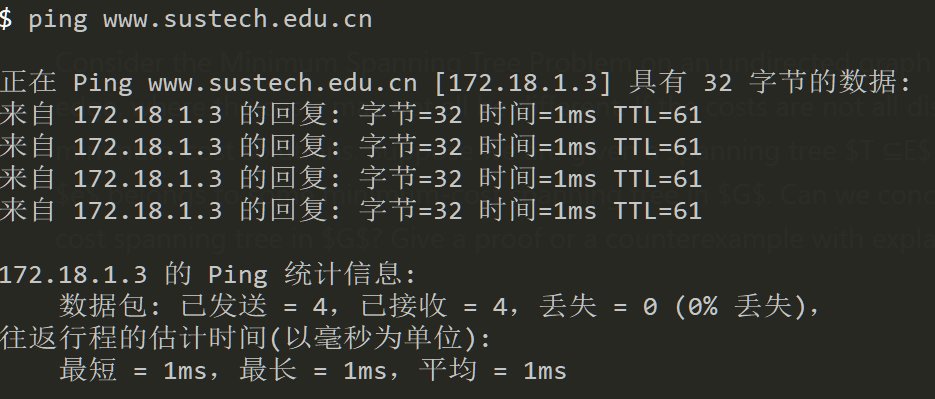 $ ping www.sustech.edu.cn
正在 Ping www.sustech.edu.cn [172.18.1.3] 具有 32 字节的数据:
来自 172.18.1.3 的回复: 字节=32 时间=1ms TTL=61
来自 172.18.1.3 的回复: 字节=32 时间=1ms TTL=61
来自 172.18.1.3 的回复: 字节=32 时间=1ms TTL=61
来自 172.18.1.3 的回复: 字节=32 时间=1ms TTL=61
172.18.1.3 的 Ping 统计信息:
数据包: 已发送 = 4，已接收 = 4，丢失 = 0 (0% 丢失)，
往返行程的估计时间(以毫秒为单位):
最短 = 1ms，最长 = 1ms，平均 = 1ms